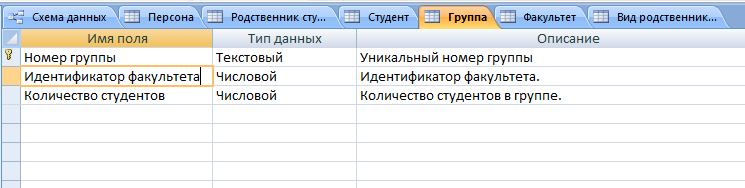 Схема данных Персона Родственник сту... Студент Группа Факультет Вид родственник...
Имя поля Тип данных Описание
Номер группы Текстовый Уникальный номер группы
Идентификатор факультета Числовой Идентификатор факультета.
Количество студентов Числовой Количество студентов в группе.